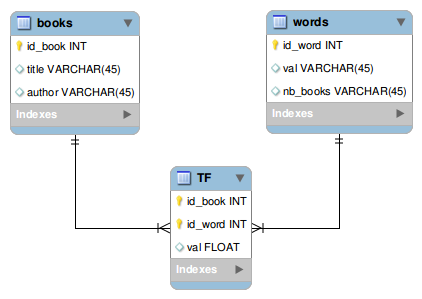 books
id_book INT
title VARCHAR(45)
author VARCHAR(45)
Indexes
words
id_word INT
val VARCHAR(45)
nb_books VARCHAR(45)
Indexes
TF
id_book INT
id_word INT
val FLOAT
Indexes